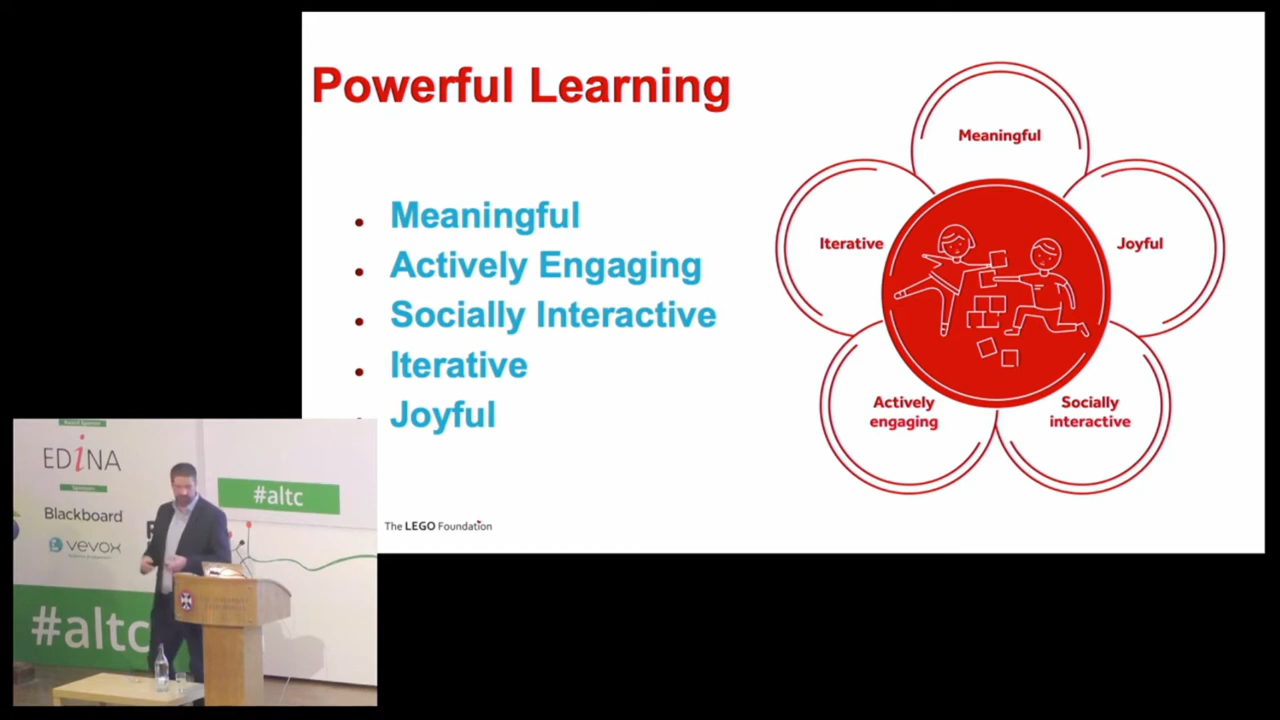 Powerful Learning
Meaningful
Actively Engaging
Socially Interactive
Iterative
Joyful
Meaningful
Iterative
Joyful
Actively
engaging
Socially
interactive
The LEGO Foundation
EDiNA
Blackboard
vevox
#altc
#altc